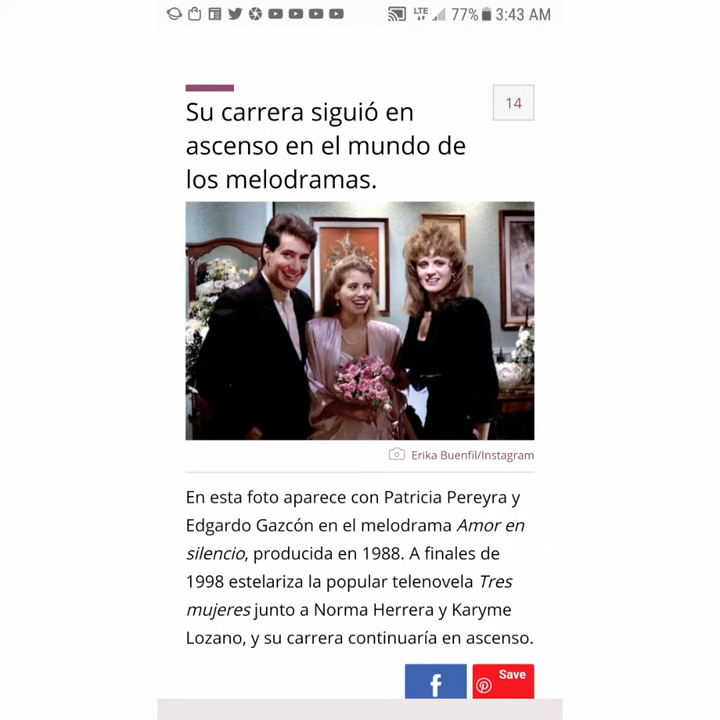 LTE 77% 3:43 AM
14
Su carrera siguió en
ascenso en el mundo de
los melodramas.
Erika Buenfil/Instagram
En esta foto aparece con Patricia Pereyra y
Edgardo Gazcón en el melodrama Amor en
silencio, producida en 1988. A finales de
1998 estelariza la popular telenovela Tres
mujeres junto a Norma Herrera y Karyme
Lozano, y su carrera continuaría en ascenso.
f Save